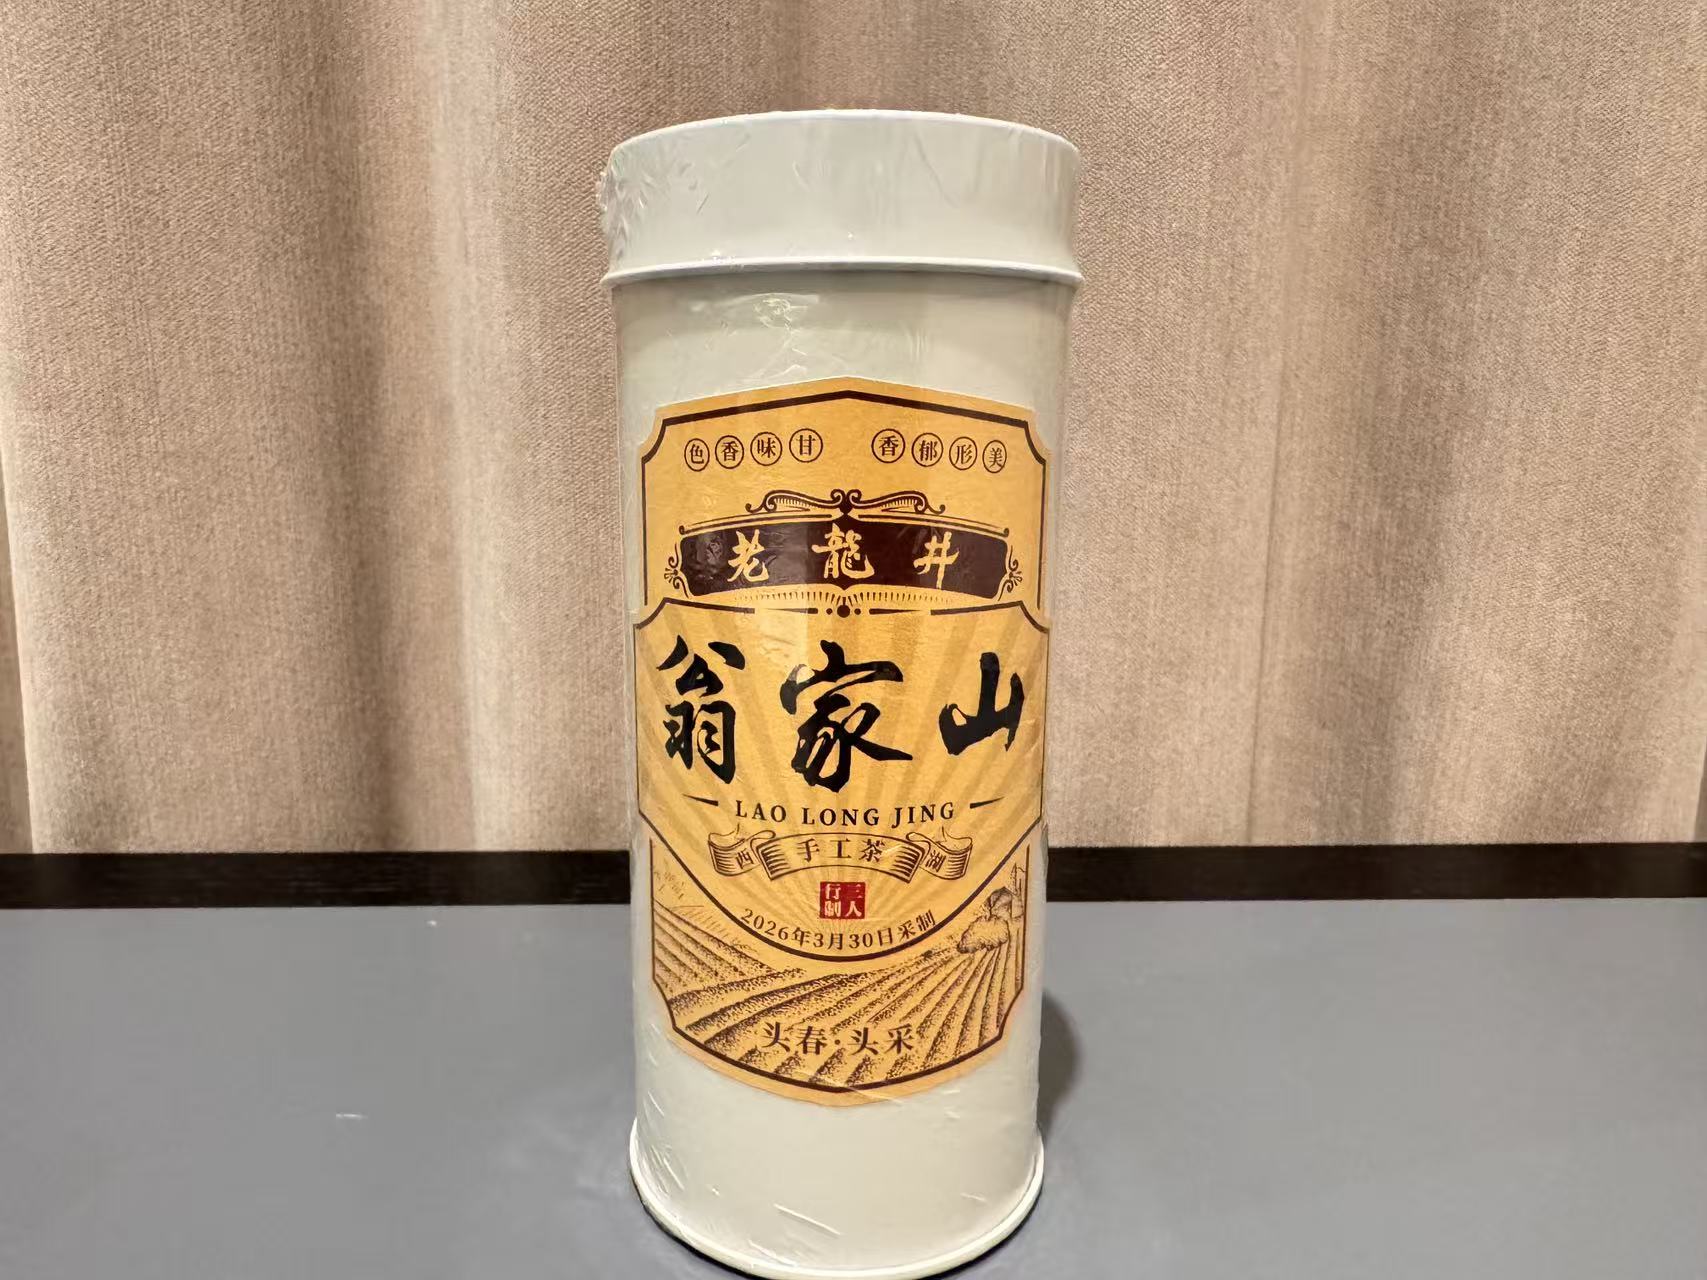 色香味甘 香郁形美
老龍井
翁家山
LAO LONG JING
西 手工茶 湖
三人行制
2026年3月30日采制
头春·头采